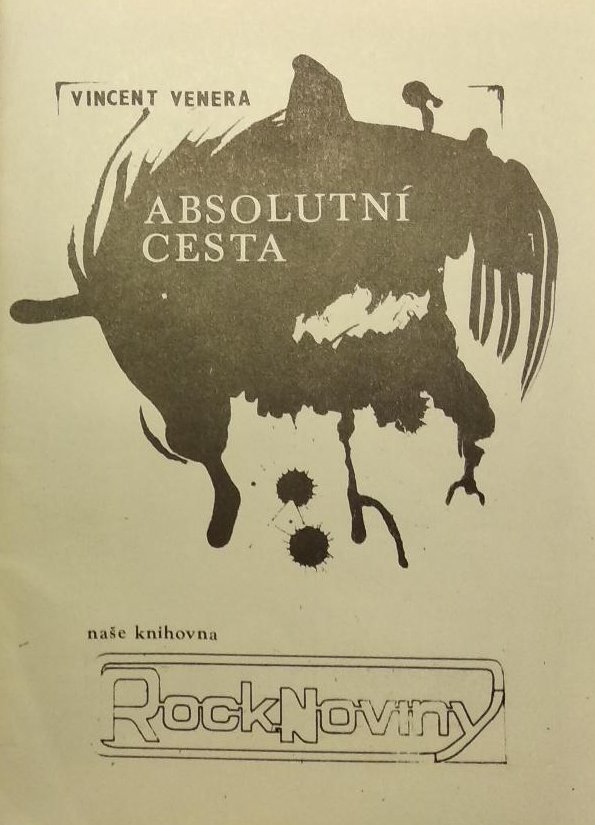 VINCENT VENERA
ABSOLUTNÍ
CESTA
naše knihovna
RockNoviny